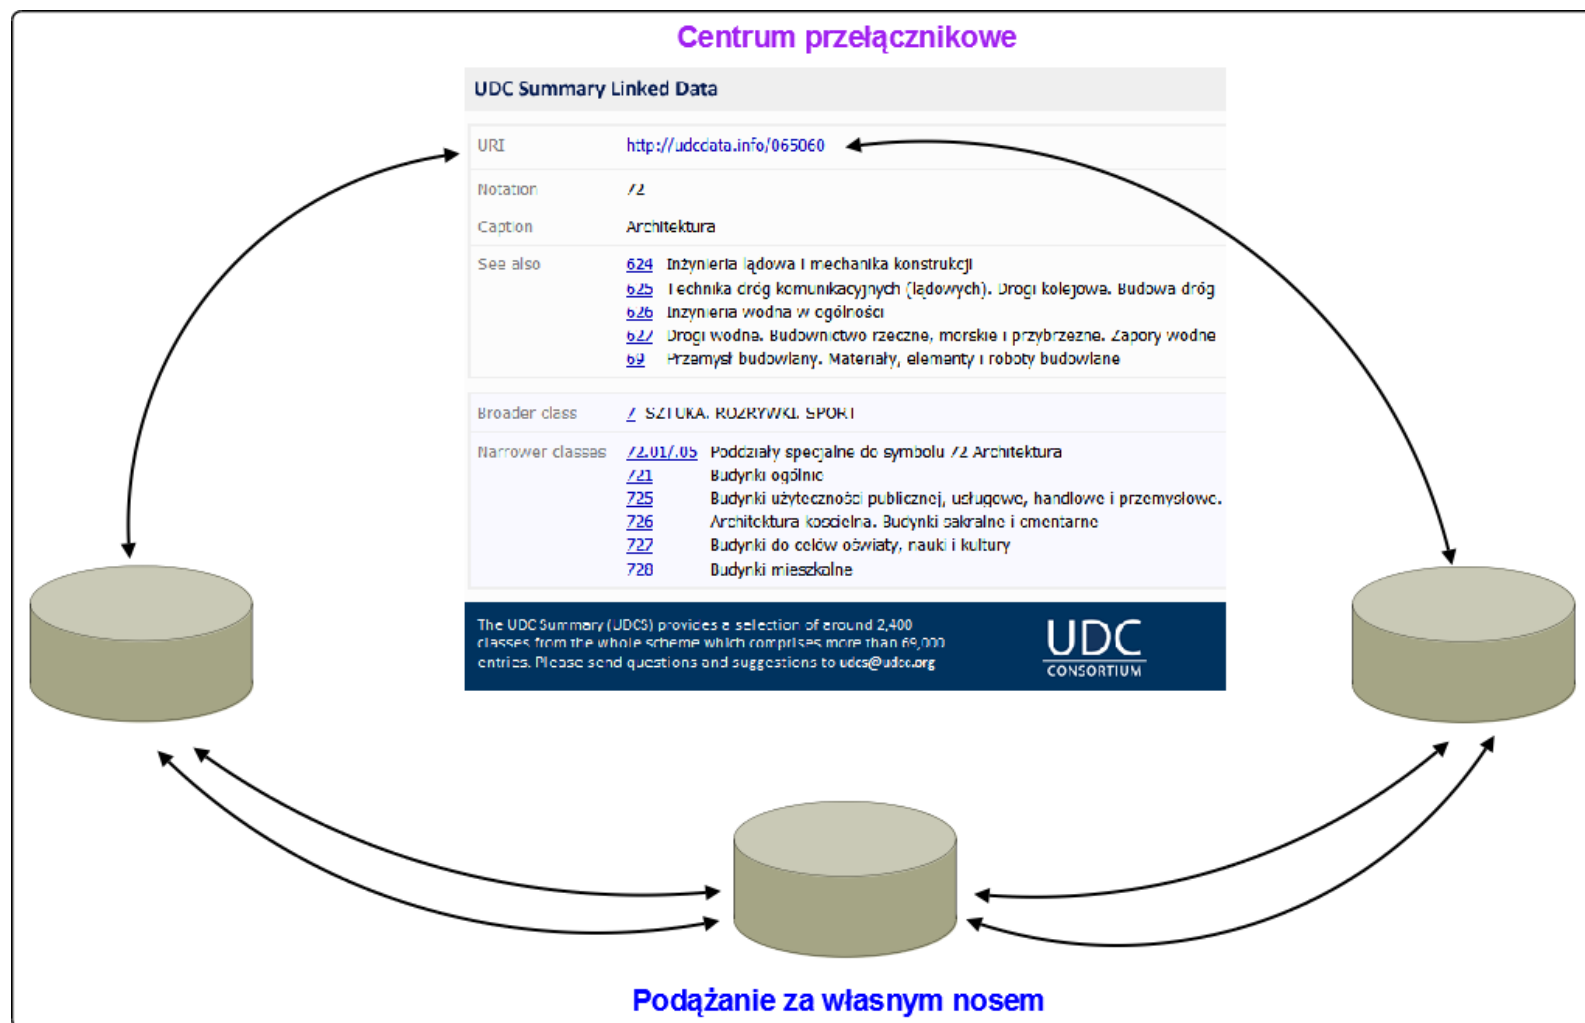 Centrum przełącznikowe
UDC Summary Linked Data
URI http://udcdata.info/065060
Notation 72
Caption Architektura
See also 624 Inżynieria lądowa i mechanika konstrukcji
625 Technika dróg komunikacyjnych (lądowych). Drogi kolejowe. Budowa dróg
626 Inżynieria wodna w ogólności
627 Drogi wodne. Budownictwo rzeczne, morskie i przybrzeżne. Zapory wodne
69 Przemysł budowlany. Materiały, elementy i roboty budowlane
Broader class 7 SZTUKA. ROZRYWKI. SPORT
Narrower classes 72.01/.05 Poddziały specjalne do symbolu 72 Architektura
721 Budynki ogólnie
725 Budynki użyteczności publicznej, usługowe, handlowe i przemysłowe.
726 Architektura kościelna. Budynki sakralne i cmentarne
727 Budynki do celów oświaty, nauki i kultury
728 Budynki mieszkalne
The UDC Summary (UDCS) provides a selection of around 2,400
classes from the whole scheme which comprises more than 69,000
entries. Please send questions and suggestions to udcs@udcc.org
UDC
CONSORTIUM
Podążanie za własnym nosem